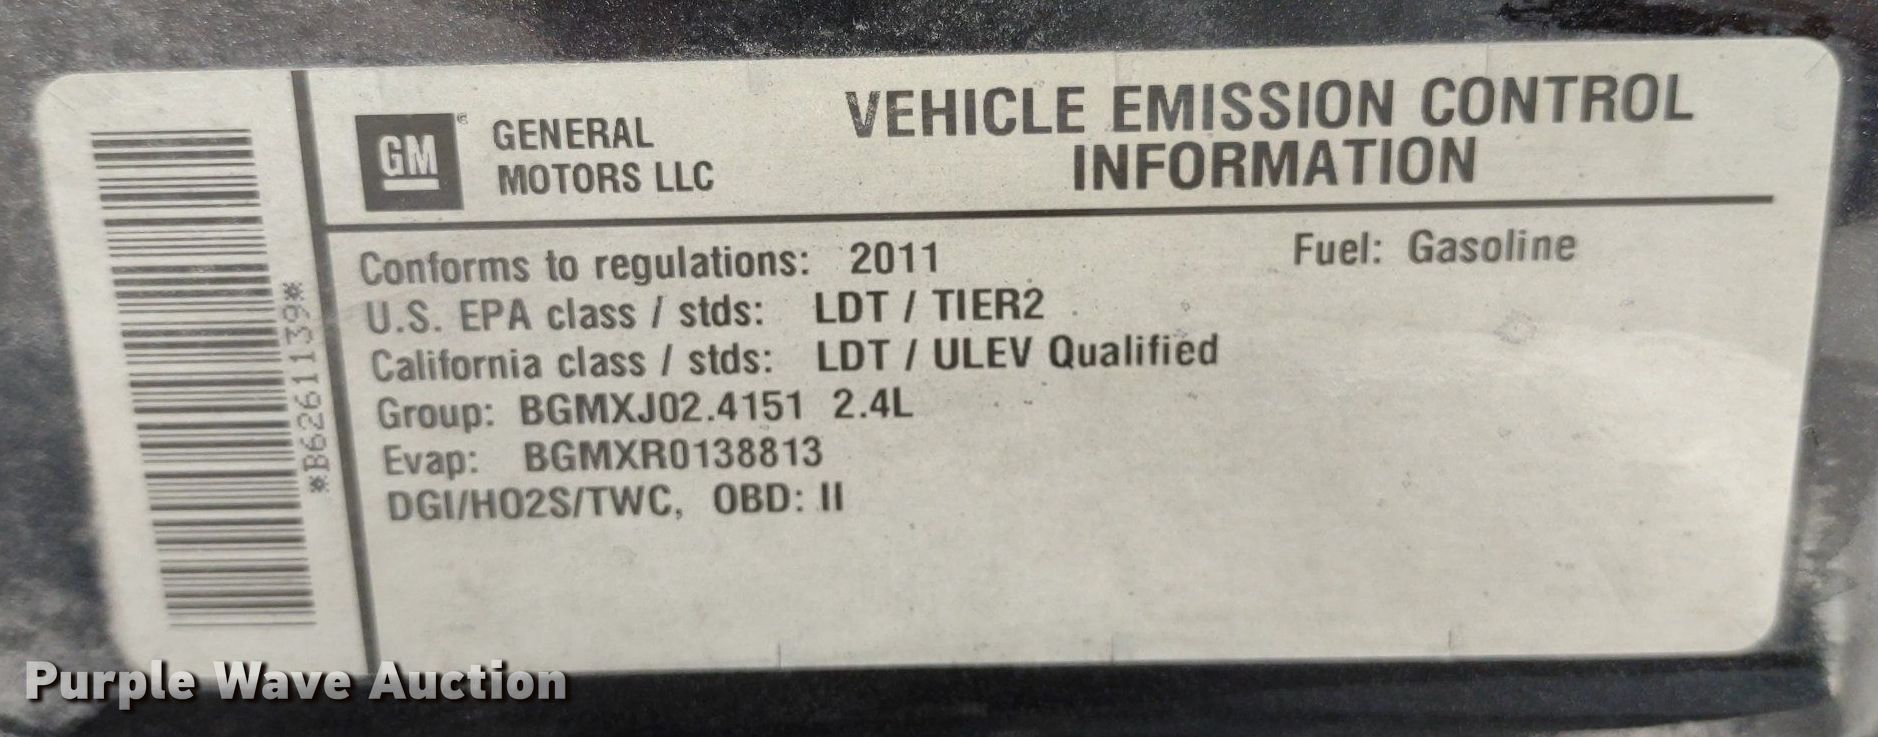 GM
GENERAL
MOTORS LLC
VEHICLE EMISSION CONTROL
INFORMATION
Conforms to regulations: 2011 Fuel: Gasoline
U.S. EPA class / stds: LDT / TIER2
California class / stds: LDT / ULEV Qualified
Group: BGMXJ02.4151 2.4L
Evap: BGMXR0138813
DGI/HO2S/TWC, OBD: II
*B62611139*
Purple Wave Auction